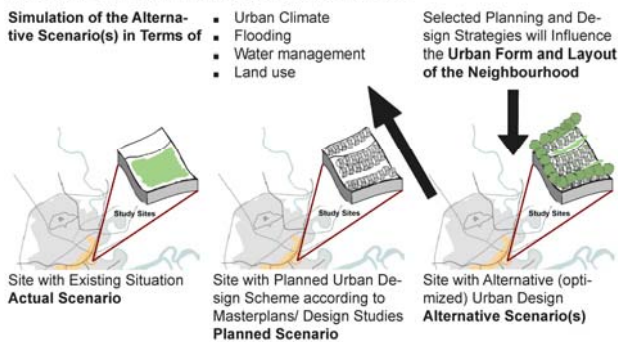 Simulation of the Alterna-
tive Scenario(s) in Terms of
▪ Urban Climate
▪ Flooding
▪ Water management
▪ Land use
Selected Planning and De-
sign Strategies will Influence
the Urban Form and Layout
of the Neighbourhood
Study Sites
Study Sites
Study Sites
Site with Existing Situation
Actual Scenario
Site with Planned Urban De-
sign Scheme according to
Masterplans/ Design Studies
Planned Scenario
Site with Alternative (opti-
mized) Urban Design
Alternative Scenario(s)